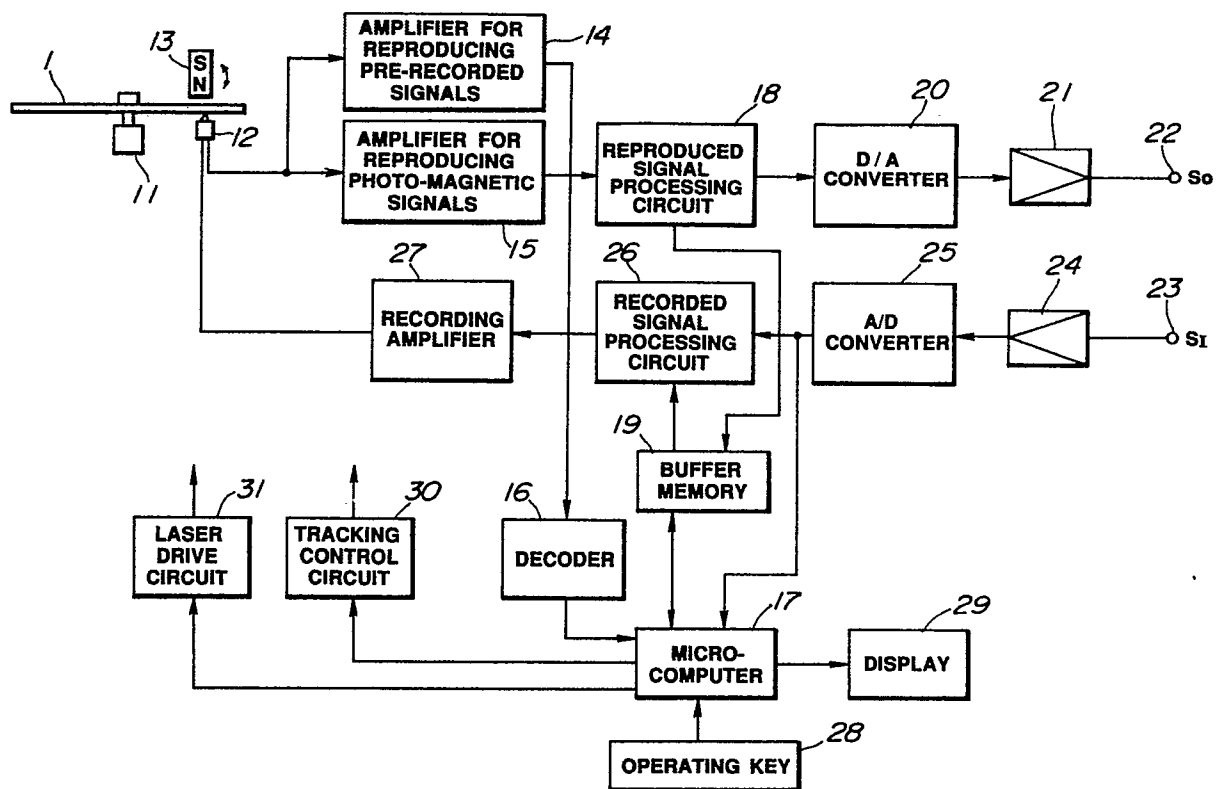 1
13
S
N
12
11
AMPLIFIER FOR
REPRODUCING
PRE-RECORDED
SIGNALS
14
AMPLIFIER FOR
REPRODUCING
PHOTO-MAGNETIC
SIGNALS
15
REPRODUCED
SIGNAL
PROCESSING
CIRCUIT
18
D/A
CONVERTER
20
21
22
So
27
RECORDING
AMPLIFIER
26
RECORDED
SIGNAL
PROCESSING
CIRCUIT
25
A/D
CONVERTER
24
23
SI
19
BUFFER
MEMORY
31
LASER
DRIVE
CIRCUIT
30
TRACKING
CONTROL
CIRCUIT
16
DECODER
17
MICRO-
COMPUTER
29
DISPLAY
28
OPERATING KEY